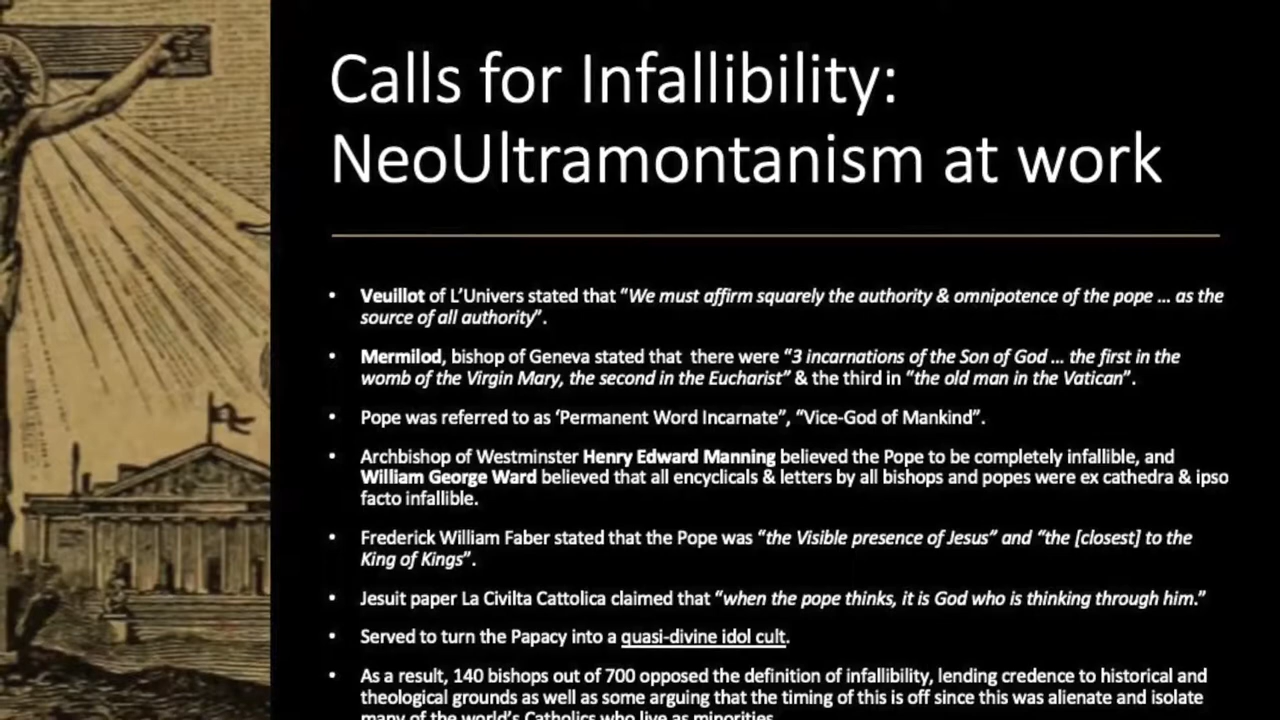 Calls for Infallibility:
NeoUltramontanism at work
• Veuillot of L’Univers stated that “We must affirm squarely the authority & omnipotence of the pope ... as the
source of all authority”.
• Mermilod, bishop of Geneva stated that there were “3 incarnations of the Son of God ... the first in the
womb of the Virgin Mary, the second in the Eucharist” & the third in “the old man in the Vatican”.
• Pope was referred to as ‘Permanent Word Incarnate”, “Vice-God of Mankind”.
• Archbishop of Westminster Henry Edward Manning believed the Pope to be completely infallible, and
William George Ward believed that all encyclicals & letters by all bishops and popes were ex cathedra & ipso
facto infallible.
• Frederick William Faber stated that the Pope was “the Visible presence of Jesus” and “the [closest] to the
King of Kings”.
• Jesuit paper La Civilta Cattolica claimed that “when the pope thinks, it is God who is thinking through him.”
• Served to turn the Papacy into a quasi-divine idol cult.
• As a result, 140 bishops out of 700 opposed the definition of infallibility, lending credence to historical and
theological grounds as well as some arguing that the timing of this is off since this was alienate and isolate
many of the world’s Catholics who live as minorities.